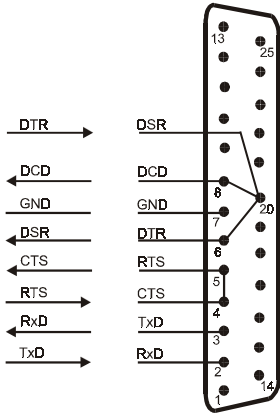 13
25
DTR DSR
DCD DCD
8
20
GND GND
7
DSR DTR
6
CTS RTS
5
RTS CTS
4
RxD TxD
3
TxD RxD
2
14
1